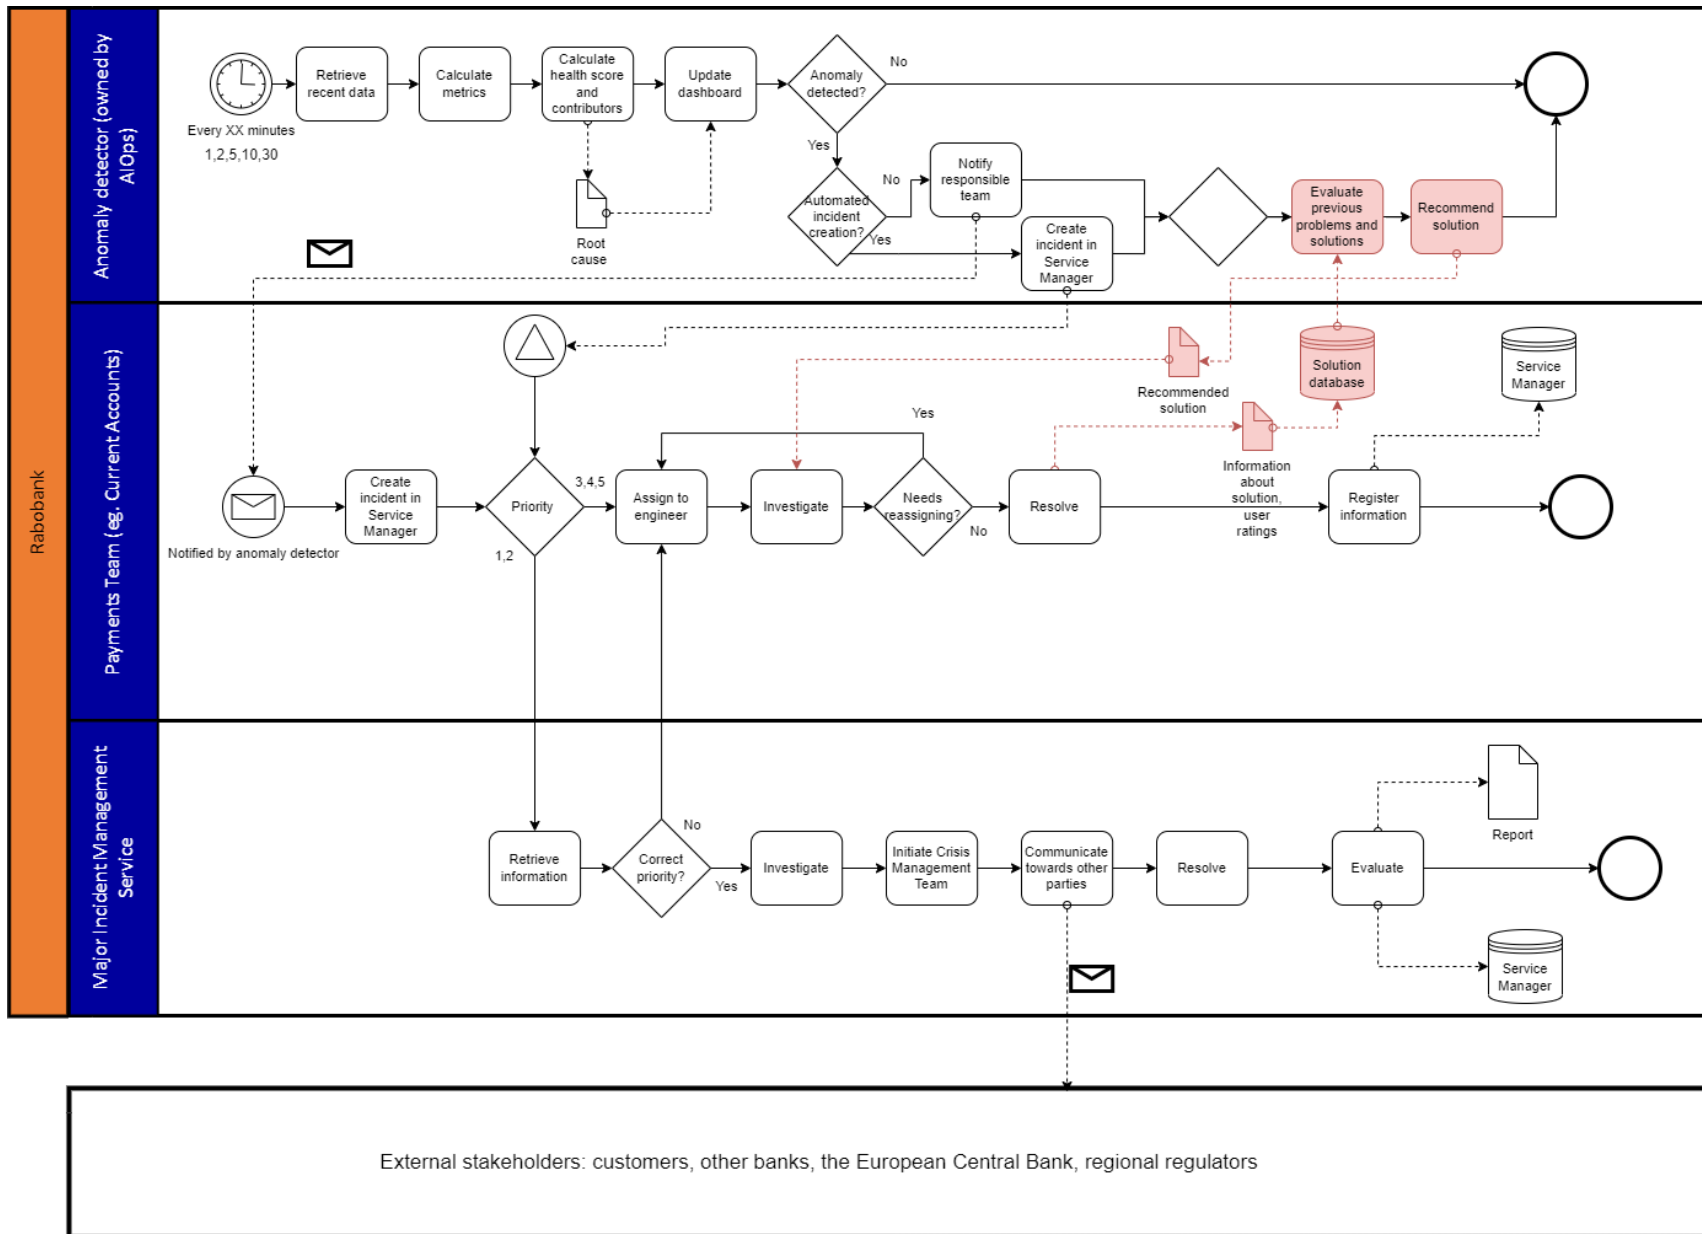 Rabobank
Anomaly detector (owned by
AIOps)
Every XX minutes
1,2,5,10,30
Retrieve
recent data
Calculate
metrics
Calculate
health score
and
contributors
Update
dashboard
Anomaly
detected?
No
Yes
Root
cause
Automated
incident
creation?
No
Yes
Notify
responsible
team
Create
incident in
Service
Manager
Evaluate
previous
problems and
solutions
Recommend
solution
Payments Team (eg. Current Accounts)
Notified by anomaly detector
Create
incident in
Service
Manager
Priority
3,4,5
1,2
Assign to
engineer
Investigate
Needs
reassigning?
Yes
No
Resolve
Recommended
solution
Solution
database
Information
about
solution,
user
ratings
Service
Manager
Register
information
Major Incident Management
Service
Retrieve
information
Correct
priority?
No
Yes
Investigate
Initiate Crisis
Management
Team
Communicate
towards other
parties
Resolve
Evaluate
Report
Service
Manager
External stakeholders: customers, other banks, the European Central Bank, regional regulators